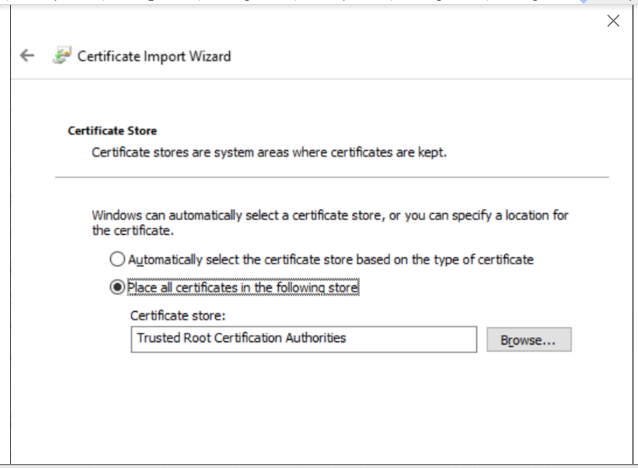 Certificate Import Wizard
Certificate Store
Certificate stores are system areas where certificates are kept.
Windows can automatically select a certificate store, or you can specify a location for
the certificate.
Automatically select the certificate store based on the type of certificate
Place all certificates in the following store
Certificate store:
Trusted Root Certification Authorities
Browse...